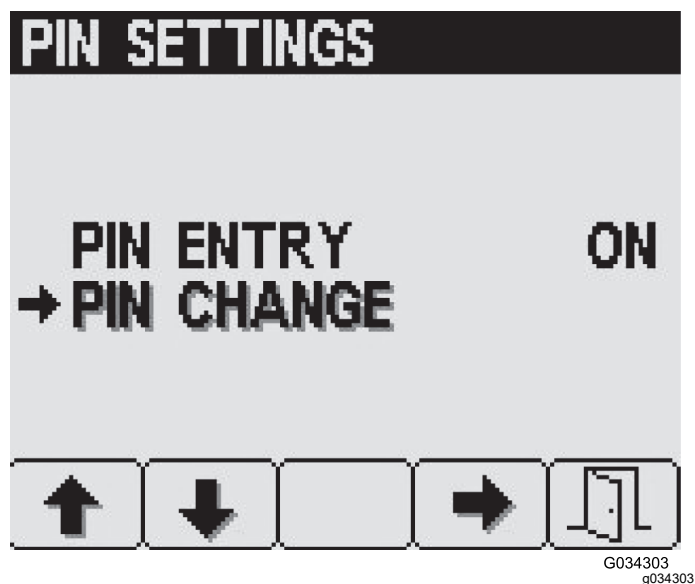 PIN SETTINGS
PIN ENTRY ON
PIN CHANGE
G034303
g034303